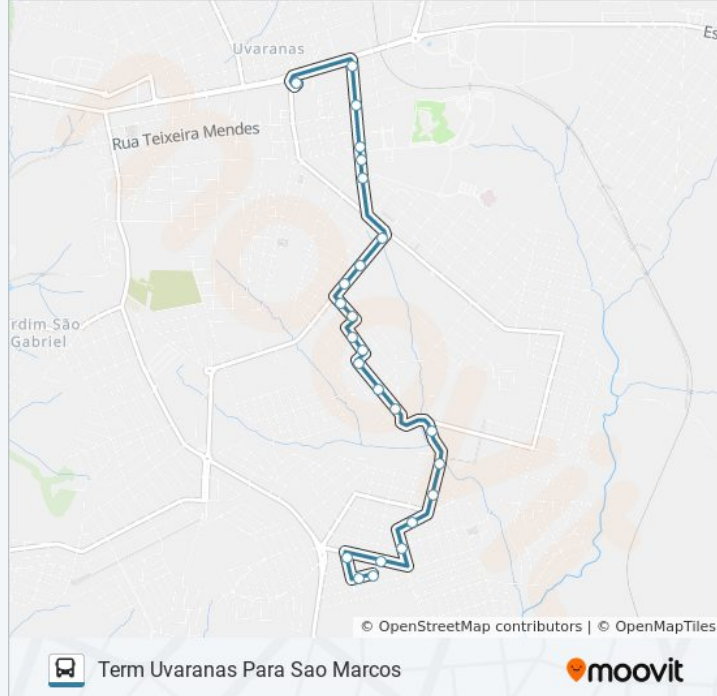 Uvaranas
Es
Rua Teixeira Mendes
rdim São
Gabriel
© OpenStreetMap contributors | © OpenMapTiles
Term Uvaranas Para Sao Marcos
moovit